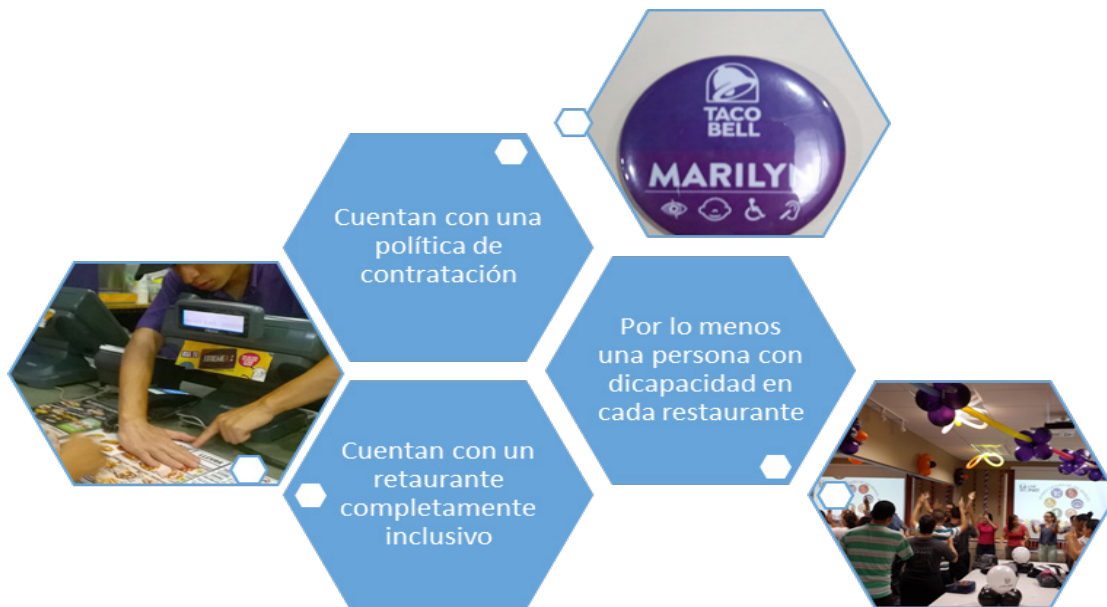 TACO
BELL
MARILYN
Cuentan con una
política de
contratación
Por lo menos
una persona con
dicapacidad en
cada restaurante
Cuentan con un
retaurante
completamente
inclusivo